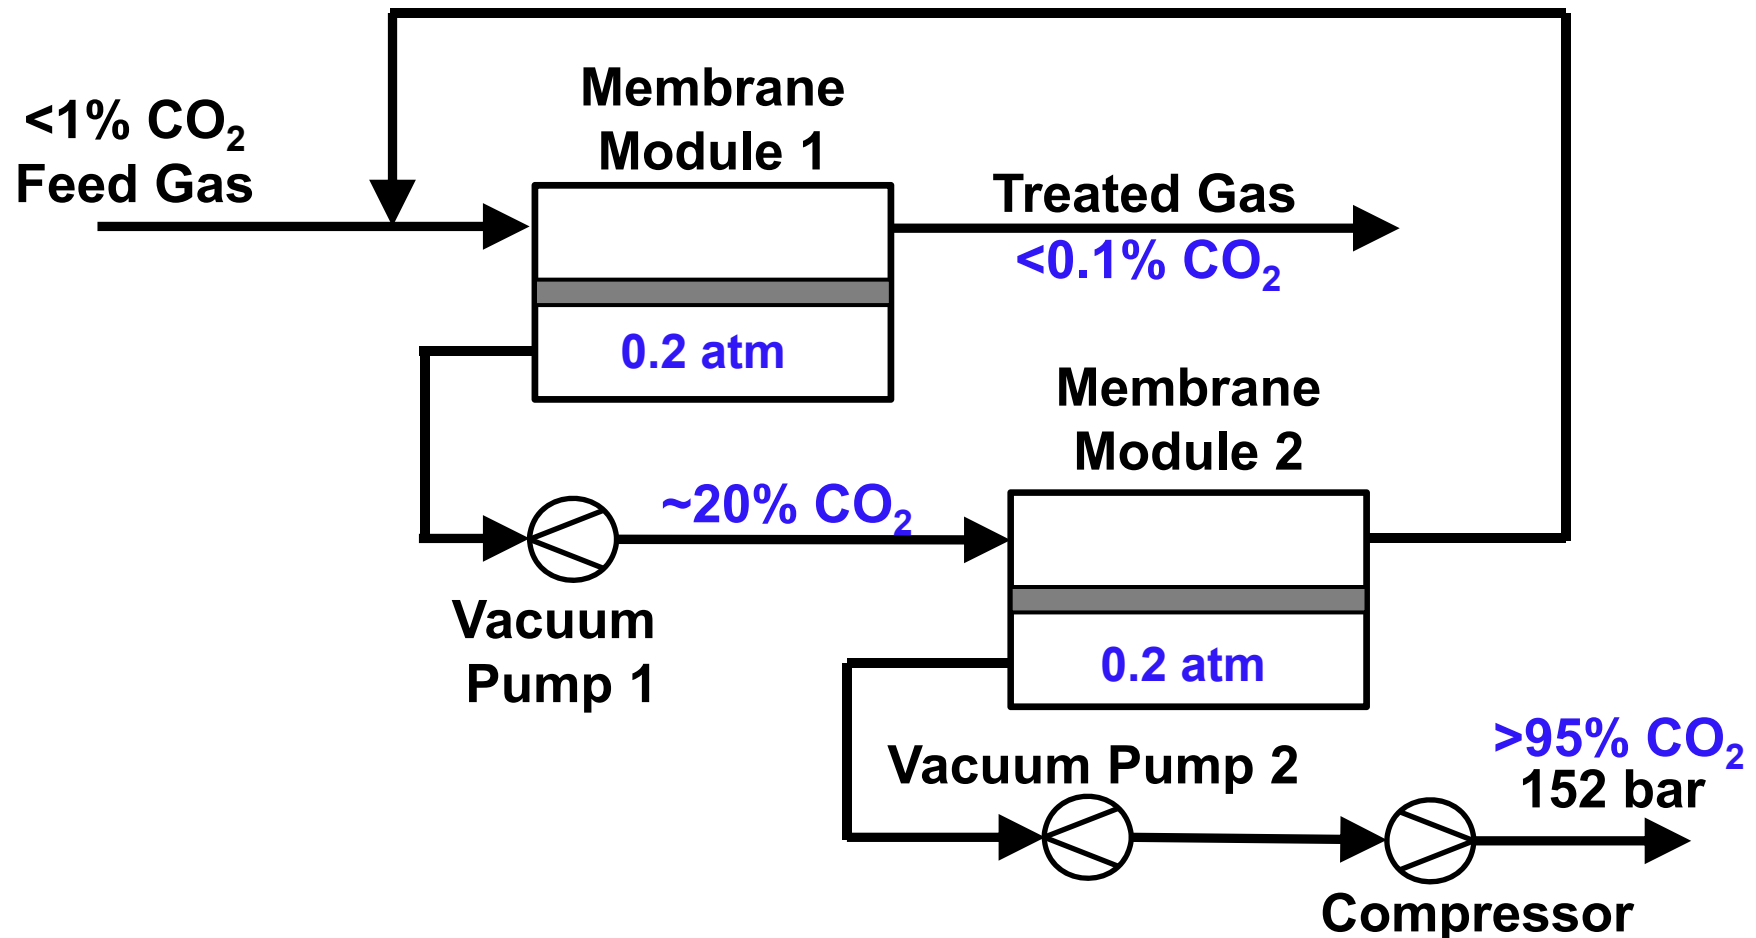 <1% CO₂
Feed Gas
Membrane
Module 1
Treated Gas
<0.1% CO₂
0.2 atm
Membrane
Module 2
~20% CO₂
0.2 atm
Vacuum
Pump 1
Vacuum Pump 2
>95% CO₂
152 bar
Compressor